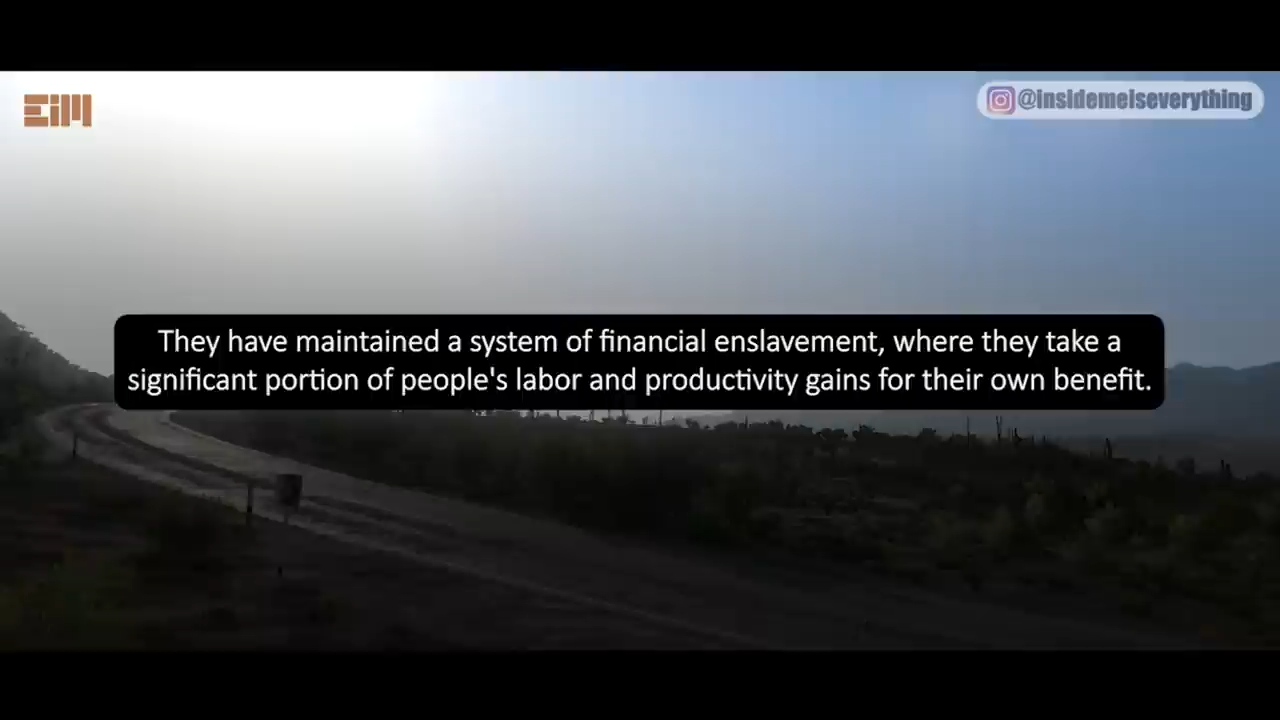 EiM
@insidemeiseverything
They have maintained a system of financial enslavement, where they take a
significant portion of people's labor and productivity gains for their own benefit.